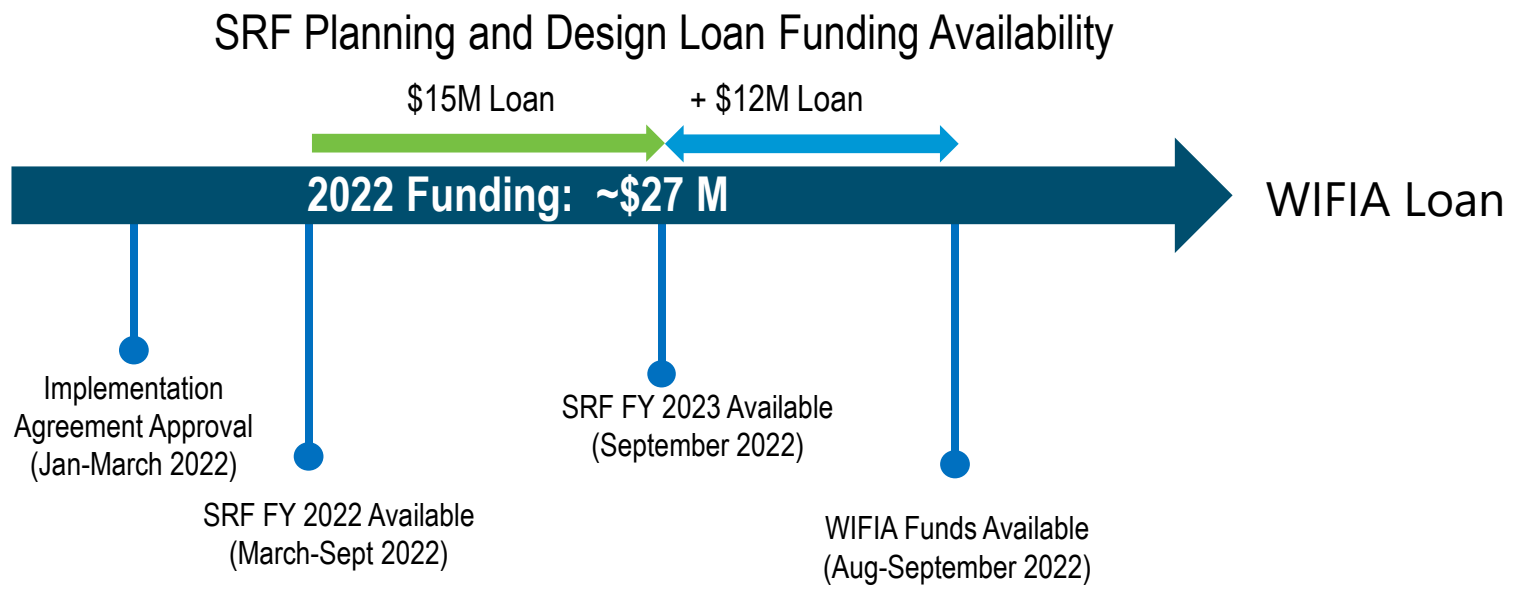 SRF Planning and Design Loan Funding Availability
$15M Loan
+ $12M Loan
2022 Funding: ~$27 M
WIFIA Loan
Implementation
Agreement Approval
(Jan-March 2022)
SRF FY 2022 Available
(March-Sept 2022)
SRF FY 2023 Available
(September 2022)
WIFIA Funds Available
(Aug-September 2022)